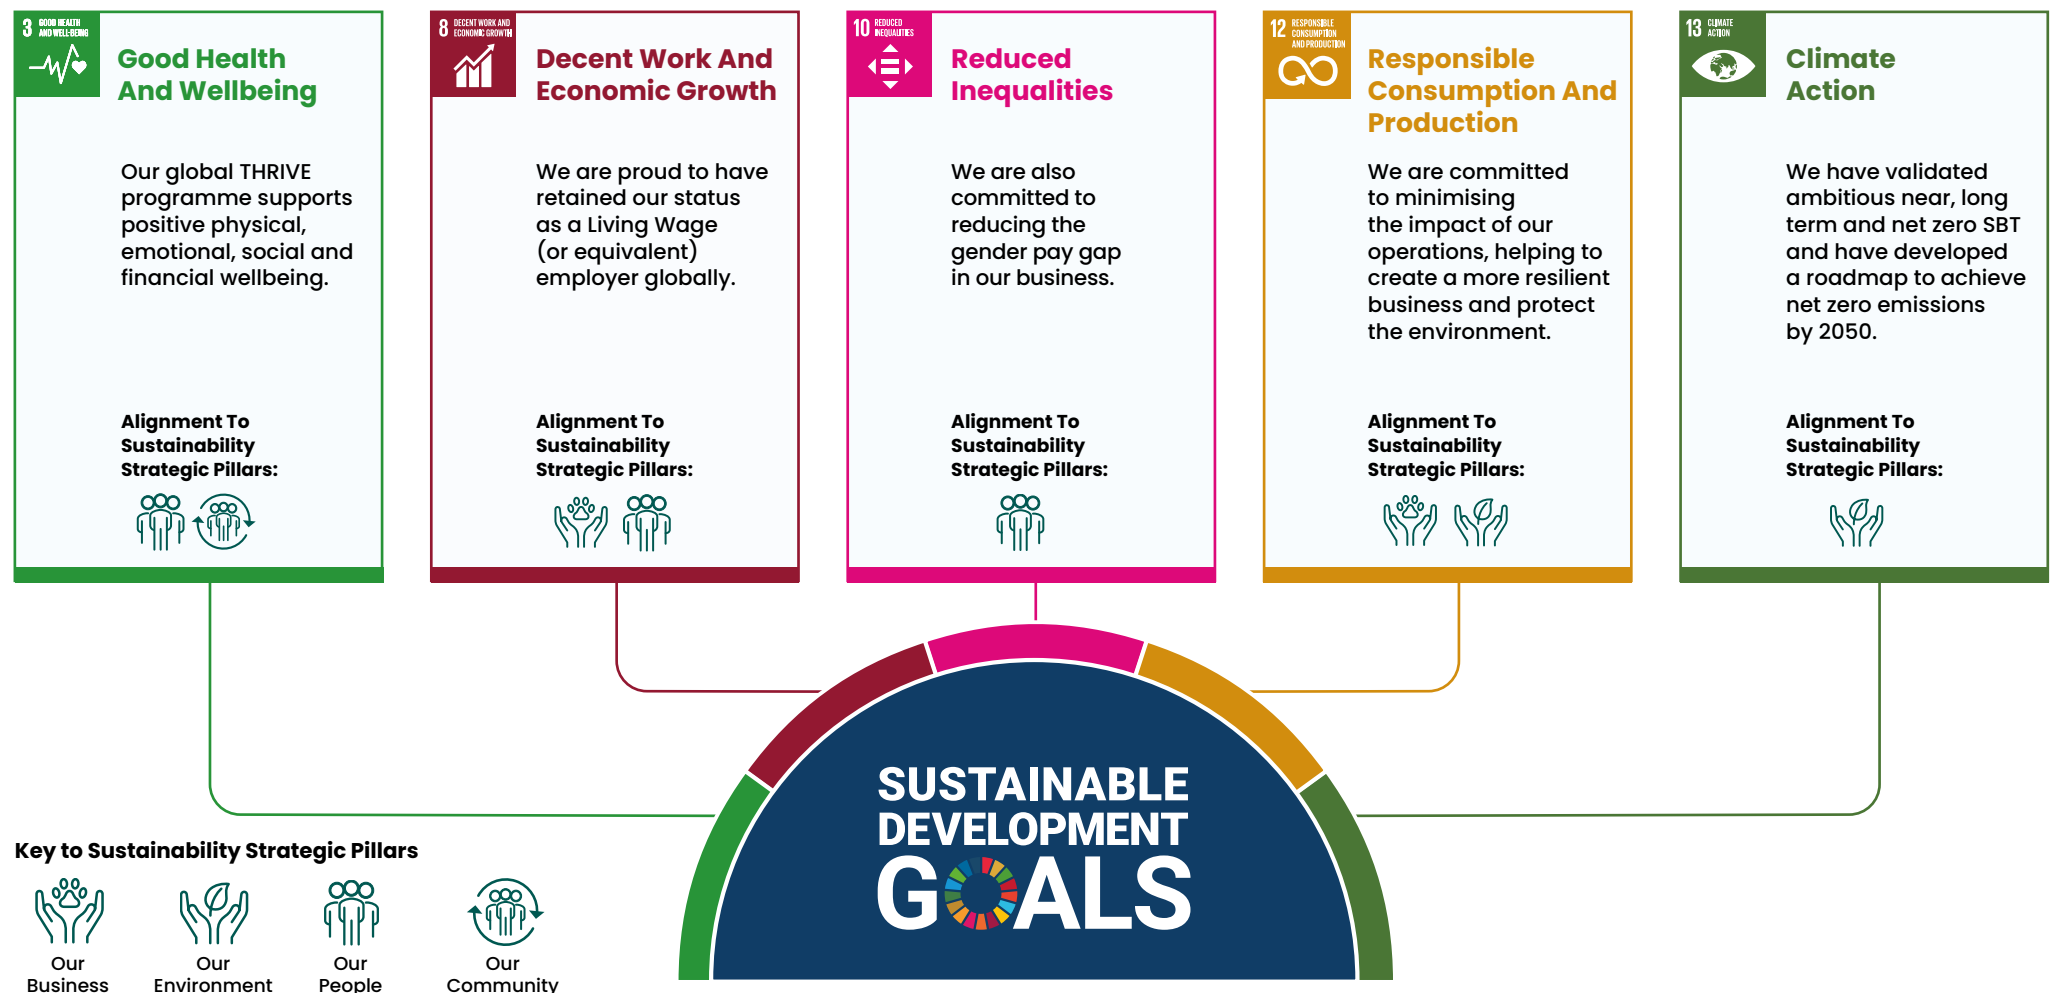 3 GOOD HEALTH
AND WELL-BEING
Good Health
And Wellbeing
Our global THRIVE
programme supports
positive physical,
emotional, social and
financial wellbeing.
Alignment To
Sustainability
Strategic Pillars:
8 DECENT WORK AND
ECONOMIC GROWTH
Decent Work And
Economic Growth
We are proud to have
retained our status
as a Living Wage
(or equivalent)
employer globally.
Alignment To
Sustainability
Strategic Pillars:
10 REDUCED
INEQUALITIES
Reduced
Inequalities
We are also
committed to
reducing the
gender pay gap
in our business.
Alignment To
Sustainability
Strategic Pillars:
12 RESPONSIBLE
CONSUMPTION
AND PRODUCTION
Responsible
Consumption And
Production
We are committed
to minimising
the impact of our
operations, helping to
create a more resilient
business and protect
the environment.
Alignment To
Sustainability
Strategic Pillars:
13 CLIMATE
ACTION
Climate
Action
We have validated
ambitious near, long
term and net zero SBT
and have developed
a roadmap to achieve
net zero emissions
by 2050.
Alignment To
Sustainability
Strategic Pillars:
SUSTAINABLE
DEVELOPMENT
GOALS
Key to Sustainability Strategic Pillars
Our
Business
Our
Environment
Our
People
Our
Community